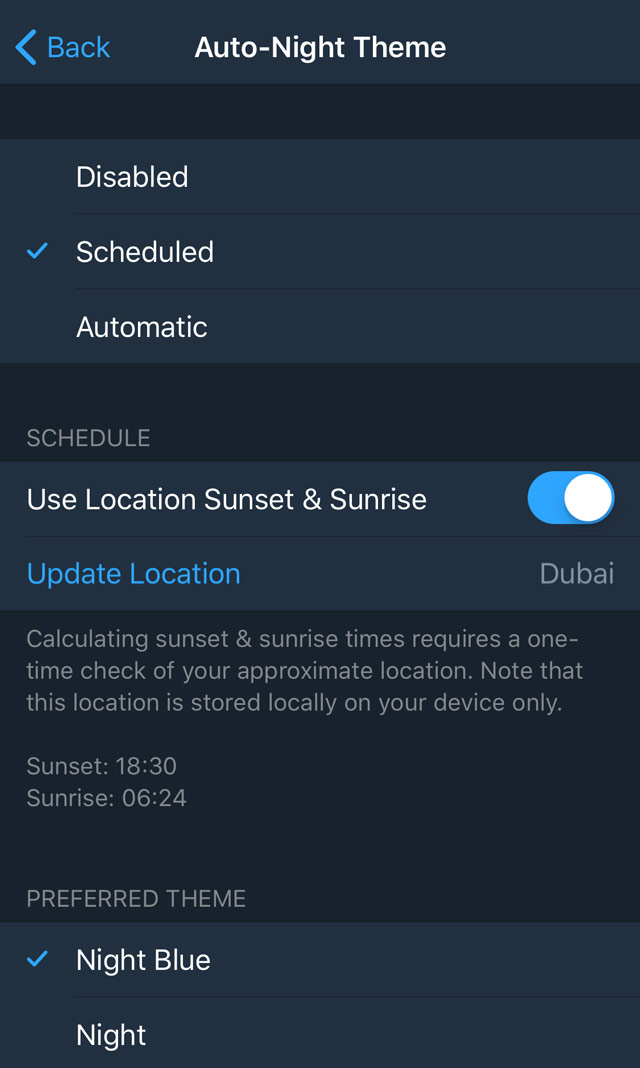 Back
Auto-Night Theme
Disabled
Scheduled
Automatic
SCHEDULE
Use Location Sunset & Sunrise
Update Location
Dubai
Calculating sunset & sunrise times requires a one-
time check of your approximate location. Note that
this location is stored locally on your device only.
Sunset: 18:30
Sunrise: 06:24
PREFERRED THEME
Night Blue
Night